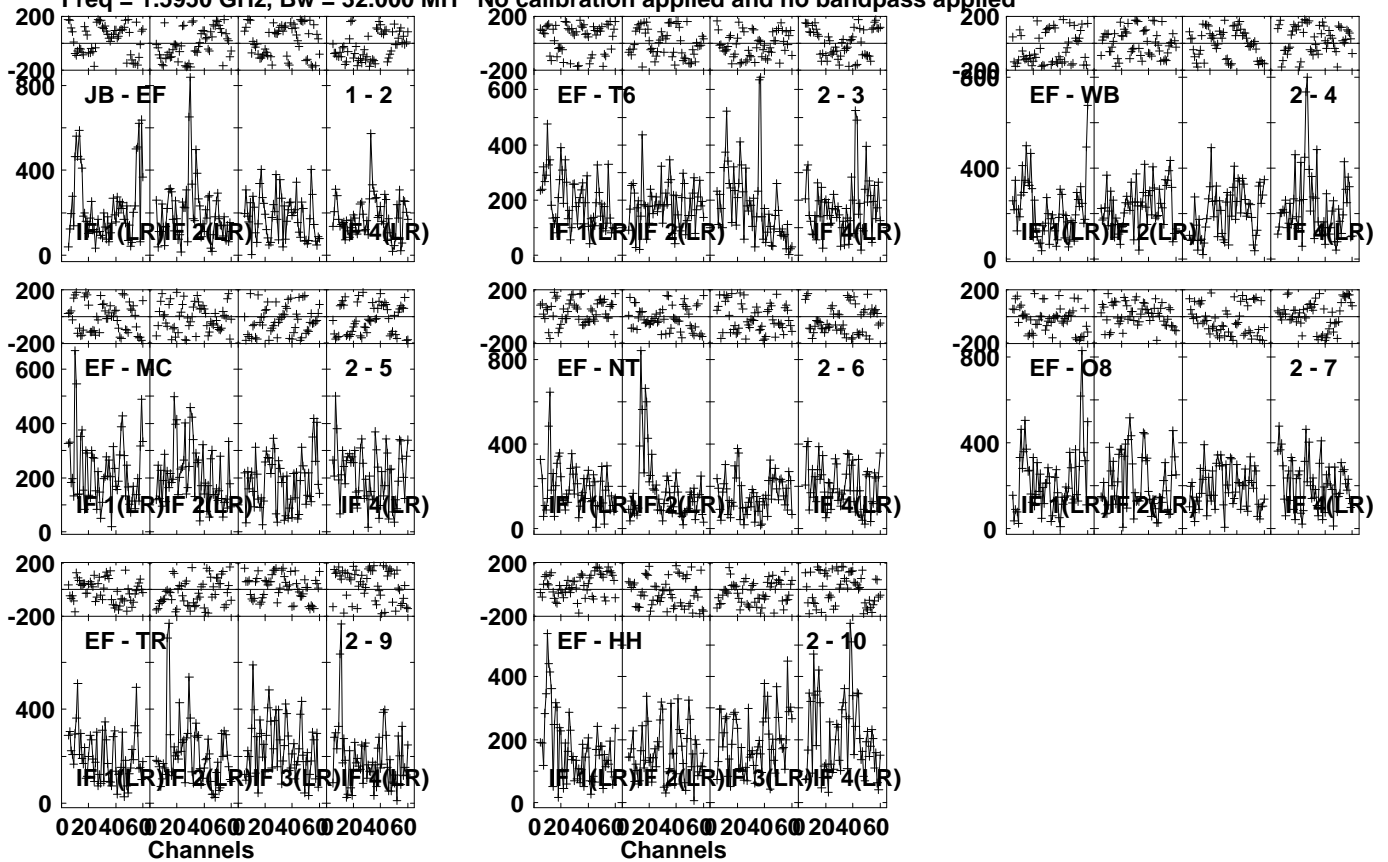 Freq = 1.5950 GHz, Bw = 32.000 MH No calibration applied and no bandpass applied
200 200 200
-200 -200 -200
JB - EF 1 - 2 EF - T6 2 - 3 EF - WB 2 - 4
800 600 800
400 400 400
200
IF 1(LR) IF 2(LR) IF 4(LR) IF 1(LR) IF 2(LR) IF 4(LR) IF 1(LR) IF 2(LR) IF 4(LR)
0 0 0
200 200 200
-200 -200 -200
EF - MC 2 - 5 EF - NT 2 - 6 EF - O8 2 - 7
600 800 800
400 400 400
200
IF 1(LR) IF 2(LR) IF 4(LR) IF 1(LR) IF 2(LR) IF 4(LR) IF 1(LR) IF 2(LR) IF 4(LR)
0 0 0
200 200
-200 -200
EF - TR 2 - 9 EF - HH 2 - 10
400 400
200
IF 1(LR) IF 2(LR) IF 3(LR) IF 4(LR) IF 1(LR) IF 2(LR) IF 3(LR) IF 4(LR)
0 0
0 20 40 60 0 20 40 60 0 20 40 60 0 20 40 60 0 20 40 60 0 20 40 60 0 20 40 60 0 20 40 60
Channels Channels